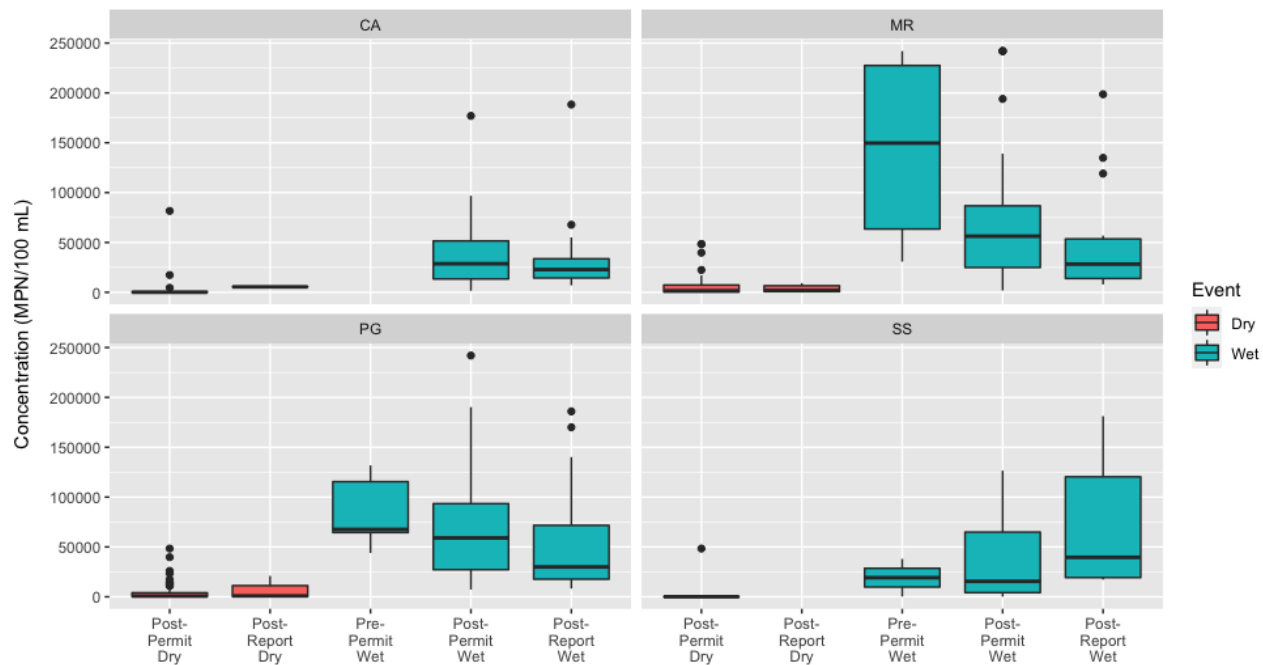 CA
MR
250000
200000
150000
100000
50000
0
PG
SS
250000
200000
150000
100000
50000
0
Concentration (MPN/100 mL)
Post-
Permit
Dry
Post-
Report
Dry
Pre-
Permit
Wet
Post-
Permit
Wet
Post-
Report
Wet
Post-
Permit
Dry
Post-
Report
Dry
Pre-
Permit
Wet
Post-
Permit
Wet
Post-
Report
Wet
Event
Dry
Wet